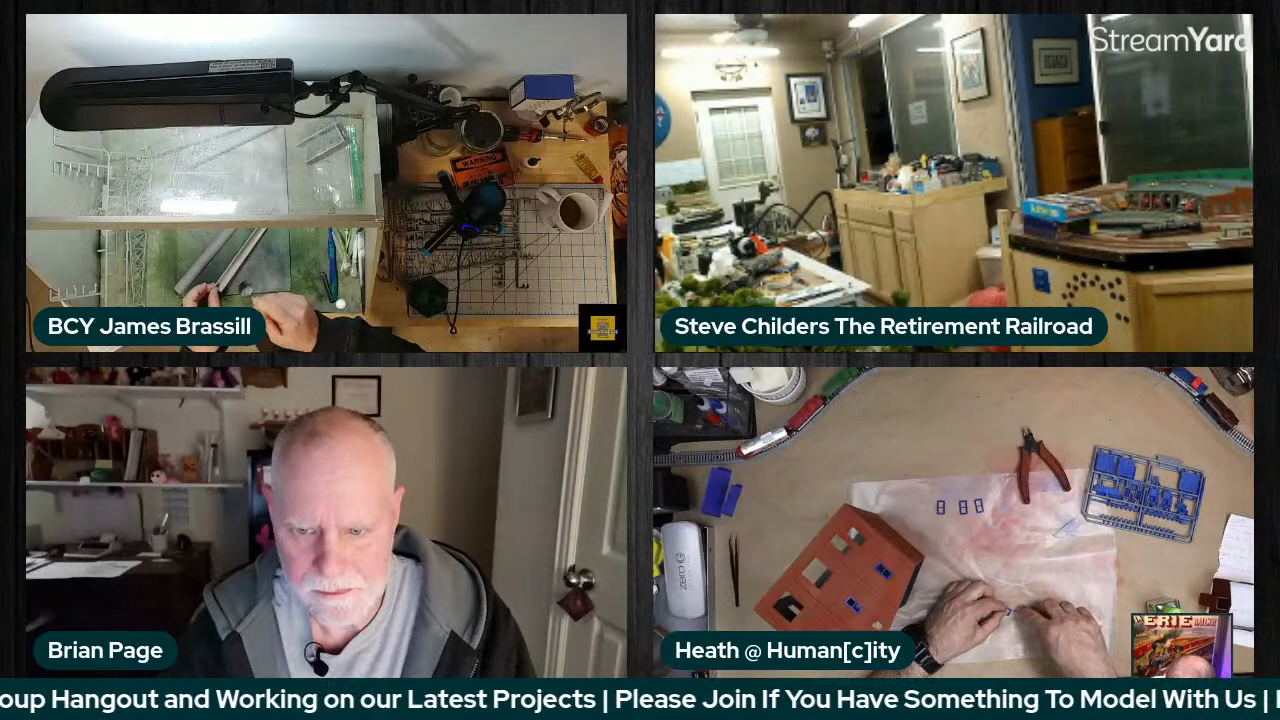 StreamYard
WARNING
BCY James Brassill
Steve Childers The Retirement Railroad
ERIE
Brian Page
Heath @ Human[c]ity
oup Hangout and Working on our Latest Projects | Please Join If You Have Something To Model With Us |